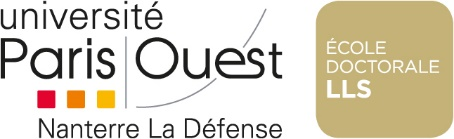 université
Paris Ouest
Nanterre La Défense
ÉCOLE
DOCTORALE
LLS